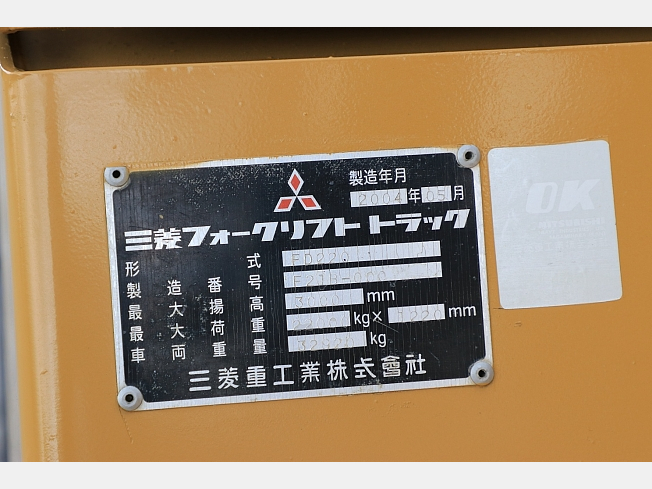 製造年月
2004年05月
三菱フォークリフト トラック
形式
製造番号
最大揚高 3000mm
最大荷重 kg× mm
車両重量 kg
三菱重工業株式會社
OK